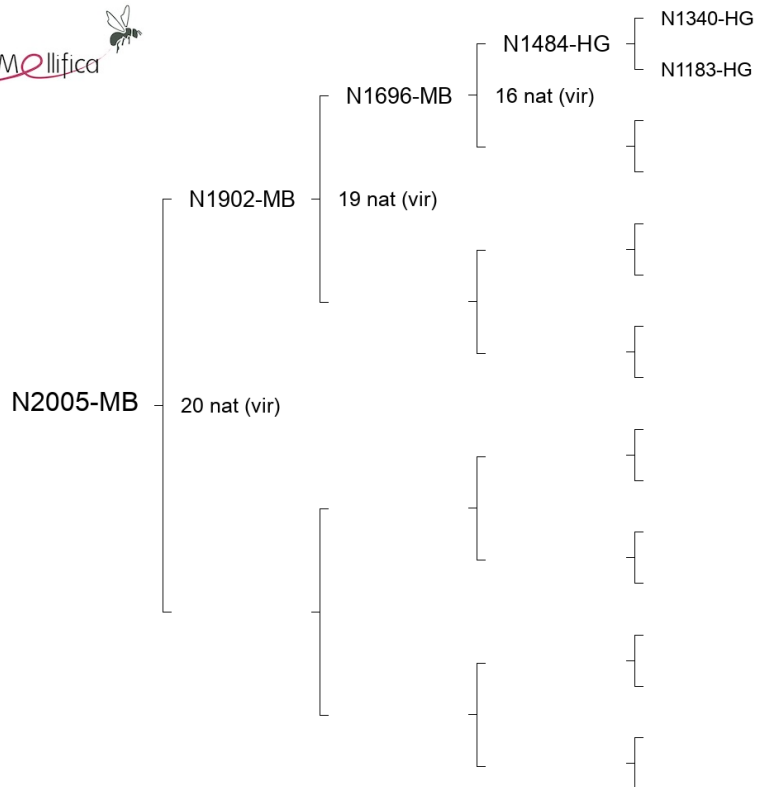 Mellifica
N1340-HG
N1484-HG
N1183-HG
N1696-MB
16 nat (vir)
N1902-MB
19 nat (vir)
N2005-MB
20 nat (vir)